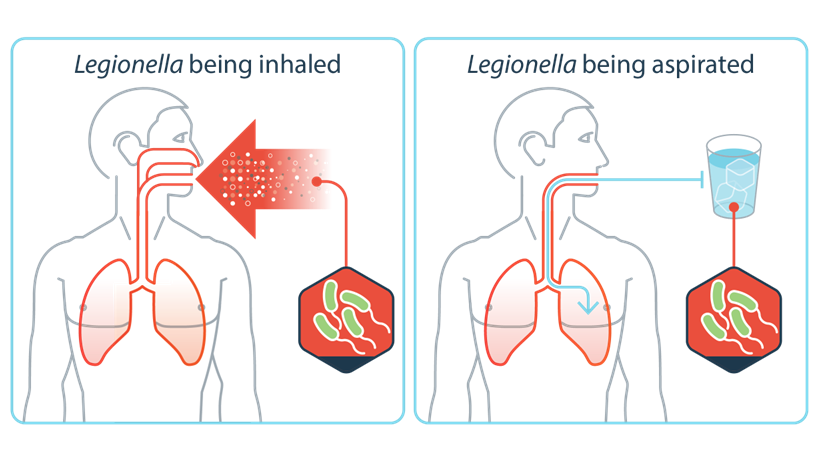 Legionella being inhaled
Legionella being aspirated